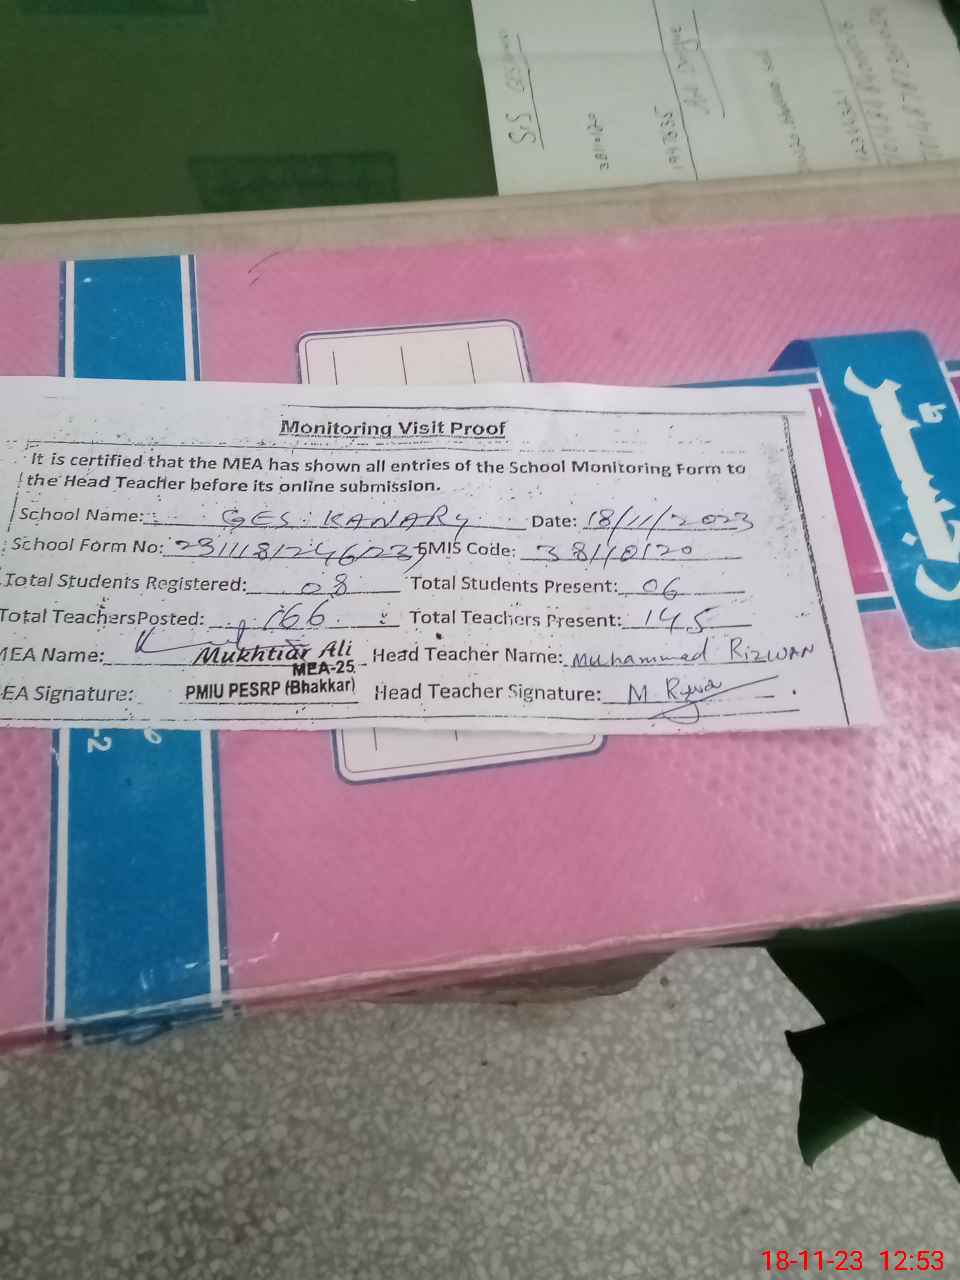 Monitoring Visit Proof
It is certified that the MEA has shown all entries of the School Monitoring Form to
the Head Teacher before its online submission.
School Name: GES KANARY Date: 18/11/2023
School Form No: EMIS Code: 38110120
Total Students Registered: 08 Total Students Present: 06
Total TeachersPosted: 166 Total Teachers Present: 145
MEA Name: Mukhtiar Ali Head Teacher Name: Muhammed RIZWAN
MEA-25
EA Signature: PMIU PESRP (Bhakkar) Head Teacher Signature: M Rizwa
رجسٹر
18-11-23 12:53